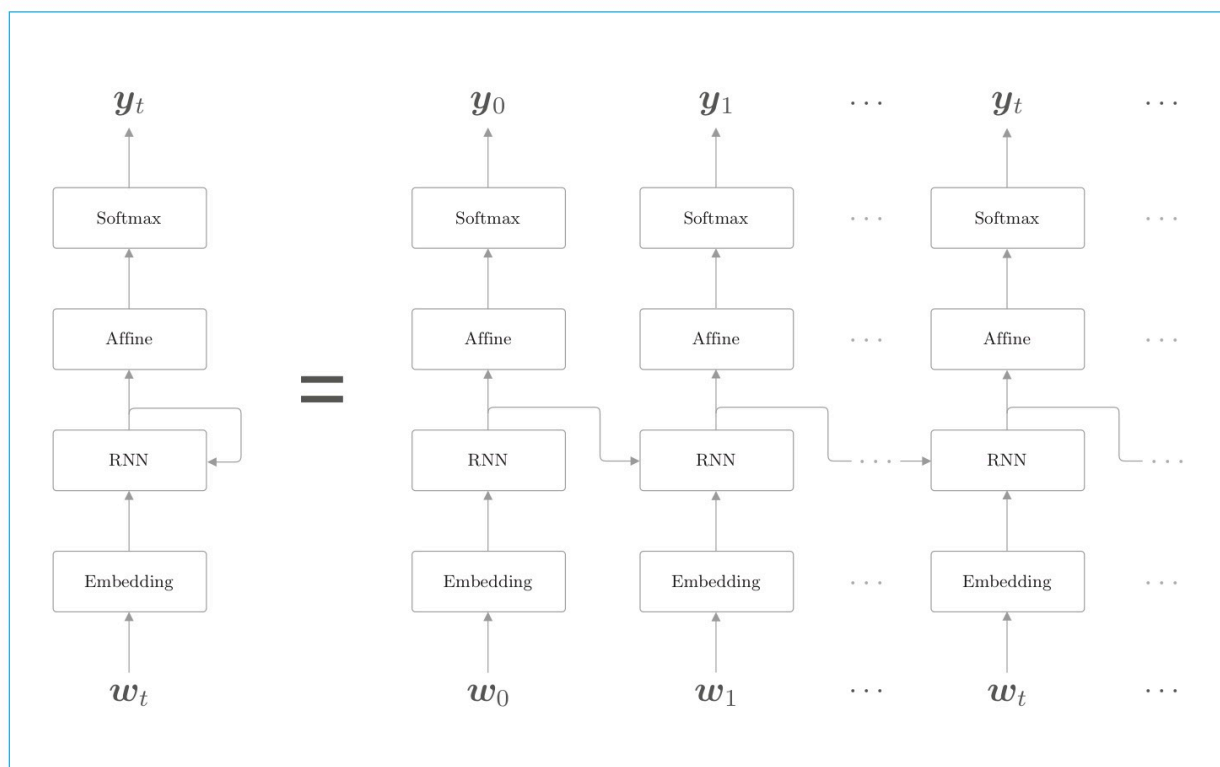 y_t y_0 y_1 ... y_t ...
Softmax Softmax Softmax ... Softmax ...
Affine Affine Affine ... Affine ...
=
RNN RNN RNN ... RNN ...
Embedding Embedding Embedding ... Embedding ...
w_t w_0 w_1 ... w_t ...